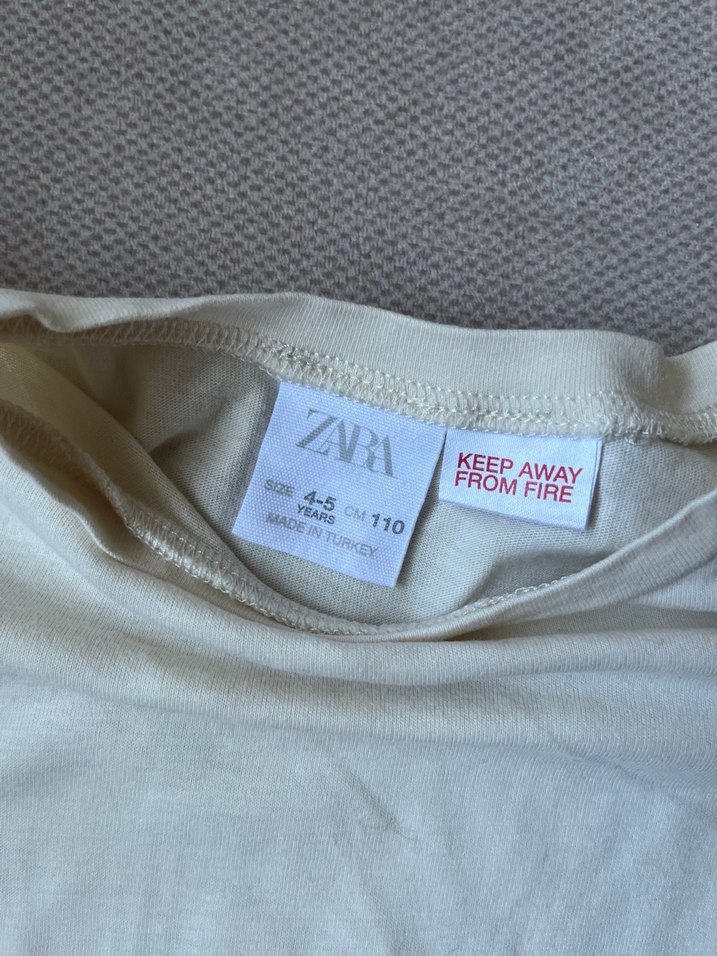 ZARA
SIZE 4-5 YEARS CM 110
MADE IN TURKEY
KEEP AWAY
FROM FIRE